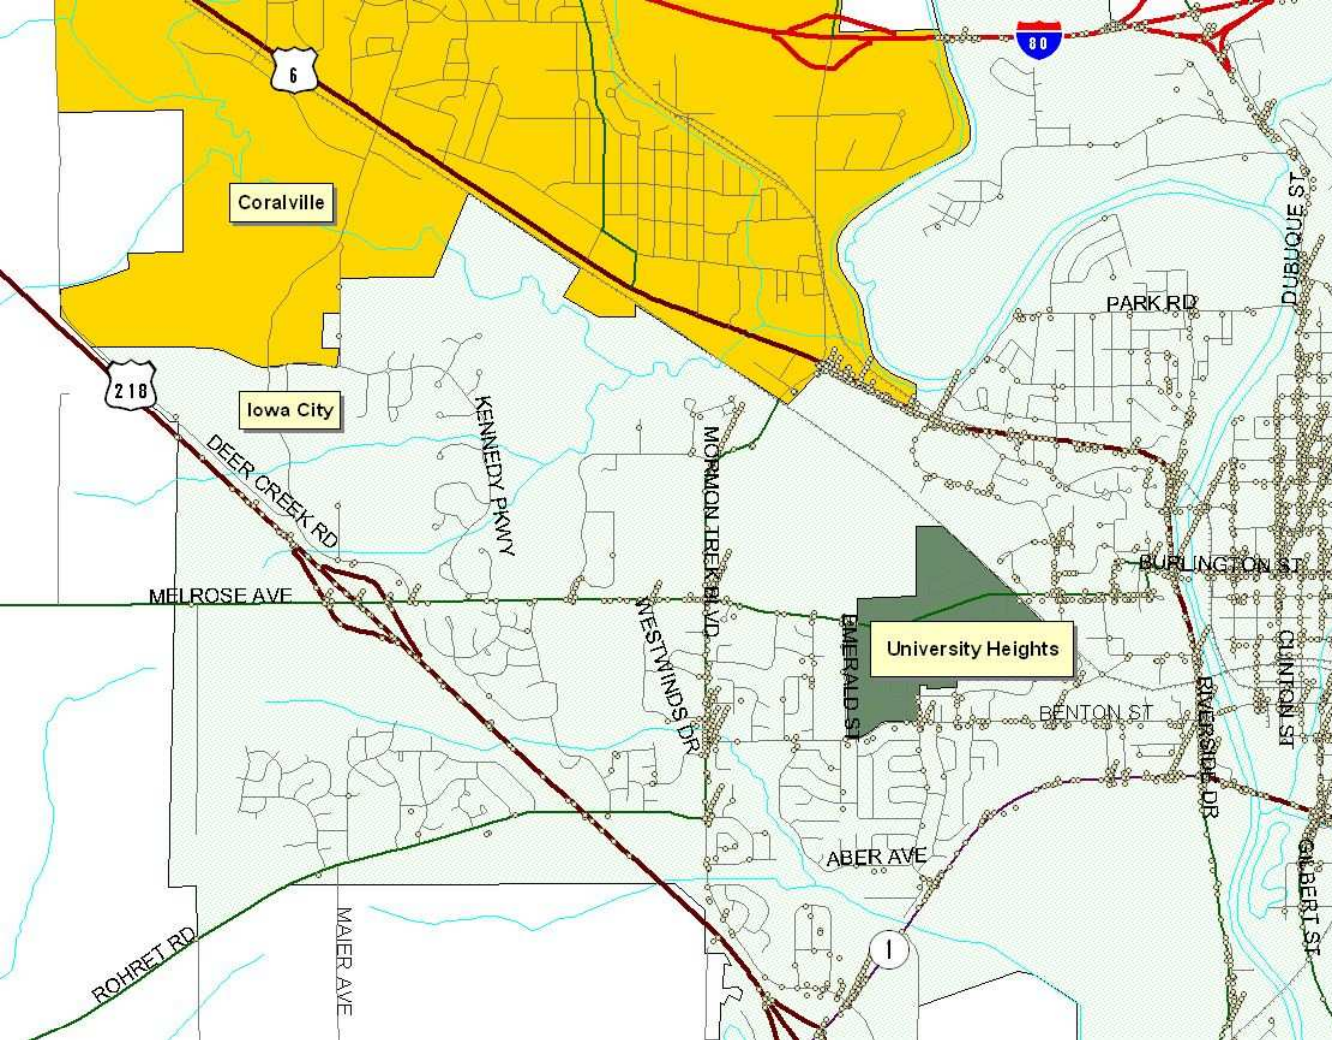 80
6
DUBUQUE ST
Coralville
PARK RD
218
Iowa City
KENNEDY PKWY
DEER CREEK RD
MORMON TREK BLVD
BURLINGTON ST
MELROSE AVE
WESTWINDS DR
EMERALD ST
University Heights
CLINTON ST
RIVERSIDE DR
BENTON ST
ABER AVE
GILBERT ST
MAIER AVE
ROHRET RD
1